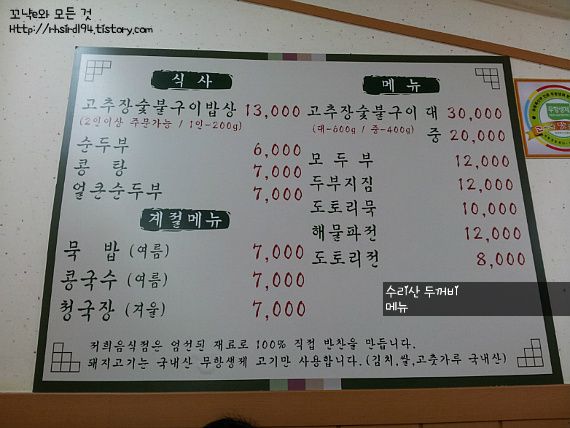 꼬냑e와 모든 것
Http://rhsirdl94.tistory.com
식 사
고추장숯불구이밥상 13,000
(2인이상 주문가능 / 1인-200g)
순두부 6,000
콩 탕 7,000
얼큰순두부 7,000
계절메뉴
묵 밥 (여름) 7,000
콩국수 (여름) 7,000
청국장 (겨울) 7,000
메 뉴
고추장숯불구이 대 30,000
(대-600g / 중-400g) 중 20,000
모 두 부 12,000
두부지짐 12,000
도토리묵 10,000
해물파전 12,000
도토리전 8,000
수리산 두꺼비
메뉴
저희음식점은 엄선된 재료로 100% 직접 반찬을 만듭니다.
돼지고기는 국내산 무항생제 고기만 사용합니다.(김치,쌀,고춧가루 국내산)